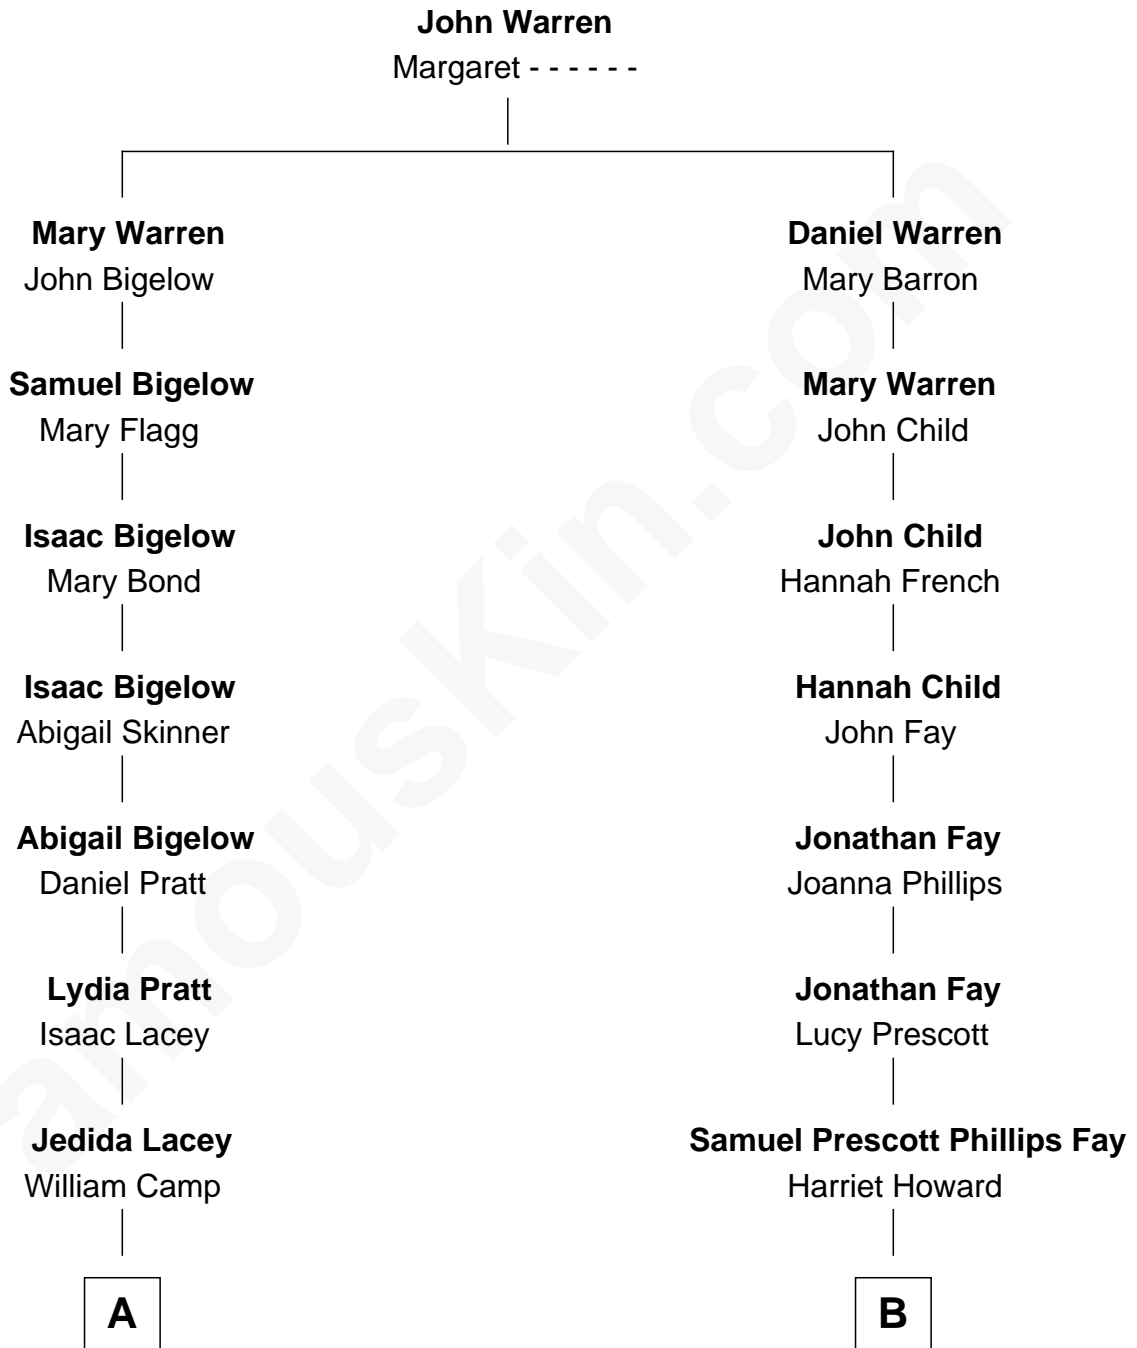 John Warren
Margaret - - - - - -
Mary Warren
John Bigelow
Daniel Warren
Mary Barron
Samuel Bigelow
Mary Flagg
Mary Warren
John Child
Isaac Bigelow
Mary Bond
John Child
Hannah French
Isaac Bigelow
Abigail Skinner
Hannah Child
John Fay
Abigail Bigelow
Daniel Pratt
Jonathan Fay
Joanna Phillips
Lydia Pratt
Isaac Lacey
Jonathan Fay
Lucy Prescott
Jedida Lacey
William Camp
Samuel Prescott Phillips Fay
Harriet Howard
A
B
amousKin.com